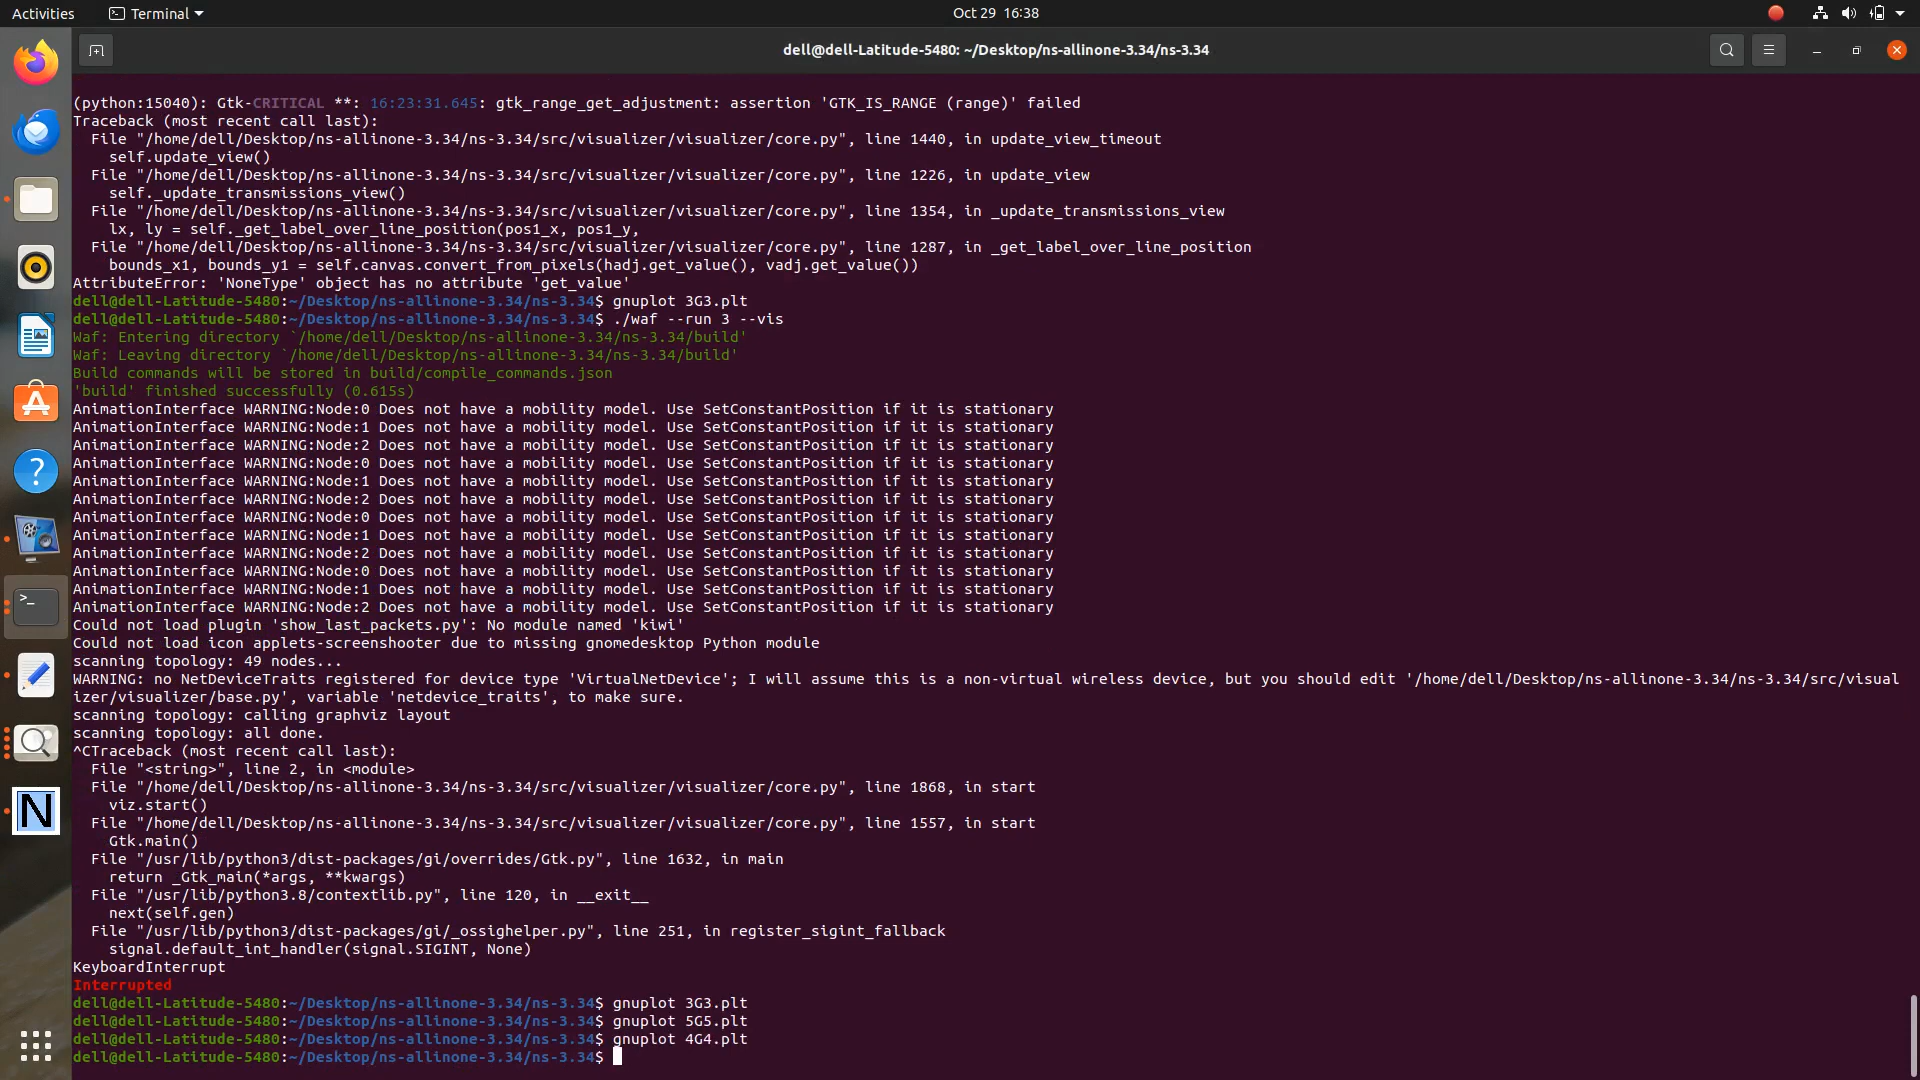 Activities
Terminal
Oct 29 16:38
dell@dell-Latitude-5480: ~/Desktop/ns-allinone-3.34/ns-3.34
(python:15040): Gtk-CRITICAL **: 16:23:31.645: gtk_range_get_adjustment: assertion 'GTK_IS_RANGE (range)' failed
Traceback (most recent call last):
  File "/home/dell/Desktop/ns-allinone-3.34/ns-3.34/src/visualizer/visualizer/core.py", line 1440, in update_view_timeout
    self.update_view()
  File "/home/dell/Desktop/ns-allinone-3.34/ns-3.34/src/visualizer/visualizer/core.py", line 1226, in update_view
    self._update_transmissions_view()
  File "/home/dell/Desktop/ns-allinone-3.34/ns-3.34/src/visualizer/visualizer/core.py", line 1354, in _update_transmissions_view
    lx, ly = self._get_label_over_line_position(pos1_x, pos1_y,
  File "/home/dell/Desktop/ns-allinone-3.34/ns-3.34/src/visualizer/visualizer/core.py", line 1287, in _get_label_over_line_position
    bounds_x1, bounds_y1 = self.canvas.convert_from_pixels(hadj.get_value(), vadj.get_value())
AttributeError: 'NoneType' object has no attribute 'get_value'
dell@dell-Latitude-5480:~/Desktop/ns-allinone-3.34/ns-3.34$ gnuplot 3G3.plt
dell@dell-Latitude-5480:~/Desktop/ns-allinone-3.34/ns-3.34$ ./waf --run 3 --vis
Waf: Entering directory `/home/dell/Desktop/ns-allinone-3.34/ns-3.34/build'
Waf: Leaving directory `/home/dell/Desktop/ns-allinone-3.34/ns-3.34/build'
Build commands will be stored in build/compile_commands.json
'build' finished successfully (0.615s)
AnimationInterface WARNING:Node:0 Does not have a mobility model. Use SetConstantPosition if it is stationary
AnimationInterface WARNING:Node:1 Does not have a mobility model. Use SetConstantPosition if it is stationary
AnimationInterface WARNING:Node:2 Does not have a mobility model. Use SetConstantPosition if it is stationary
AnimationInterface WARNING:Node:0 Does not have a mobility model. Use SetConstantPosition if it is stationary
AnimationInterface WARNING:Node:1 Does not have a mobility model. Use SetConstantPosition if it is stationary
AnimationInterface WARNING:Node:2 Does not have a mobility model. Use SetConstantPosition if it is stationary
AnimationInterface WARNING:Node:0 Does not have a mobility model. Use SetConstantPosition if it is stationary
AnimationInterface WARNING:Node:1 Does not have a mobility model. Use SetConstantPosition if it is stationary
AnimationInterface WARNING:Node:2 Does not have a mobility model. Use SetConstantPosition if it is stationary
AnimationInterface WARNING:Node:0 Does not have a mobility model. Use SetConstantPosition if it is stationary
AnimationInterface WARNING:Node:1 Does not have a mobility model. Use SetConstantPosition if it is stationary
AnimationInterface WARNING:Node:2 Does not have a mobility model. Use SetConstantPosition if it is stationary
Could not load plugin 'show_last_packets.py': No module named 'kiwi'
Could not load icon applets-screenshooter due to missing gnomedesktop Python module
scanning topology: 49 nodes...
WARNING: no NetDeviceTraits registered for device type 'VirtualNetDevice'; I will assume this is a non-virtual wireless device, but you should edit '/home/dell/Desktop/ns-allinone-3.34/ns-3.34/src/visual
izer/visualizer/base.py', variable 'netdevice_traits', to make sure.
scanning topology: calling graphviz layout
scanning topology: all done.
^CTraceback (most recent call last):
  File "<string>", line 2, in <module>
  File "/home/dell/Desktop/ns-allinone-3.34/ns-3.34/src/visualizer/visualizer/core.py", line 1868, in start
    viz.start()
  File "/home/dell/Desktop/ns-allinone-3.34/ns-3.34/src/visualizer/visualizer/core.py", line 1557, in start
    Gtk.main()
  File "/usr/lib/python3/dist-packages/gi/overrides/Gtk.py", line 1632, in main
    return _Gtk_main(*args, **kwargs)
  File "/usr/lib/python3.8/contextlib.py", line 120, in __exit__
    next(self.gen)
  File "/usr/lib/python3/dist-packages/gi/_ossighelper.py", line 251, in register_sigint_fallback
    signal.default_int_handler(signal.SIGINT, None)
KeyboardInterrupt
Interrupted
dell@dell-Latitude-5480:~/Desktop/ns-allinone-3.34/ns-3.34$ gnuplot 3G3.plt
dell@dell-Latitude-5480:~/Desktop/ns-allinone-3.34/ns-3.34$ gnuplot 5G5.plt
dell@dell-Latitude-5480:~/Desktop/ns-allinone-3.34/ns-3.34$ gnuplot 4G4.plt
dell@dell-Latitude-5480:~/Desktop/ns-allinone-3.34/ns-3.34$